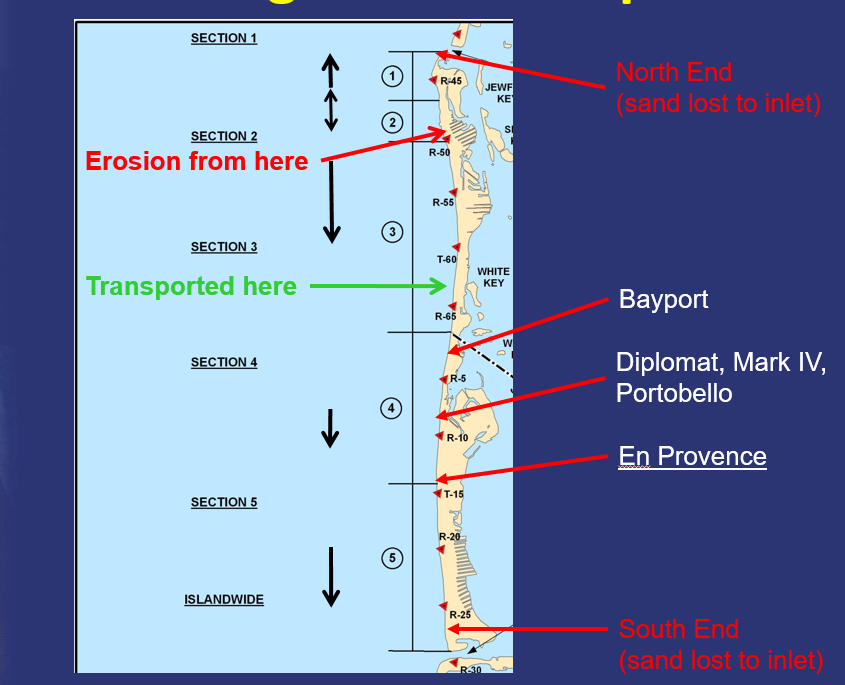 SECTION 1
SECTION 2
Erosion from here
SECTION 3
Transported here
SECTION 4
SECTION 5
ISLANDWIDE
1
2
3
4
5
R-45
R-50
R-55
T-60
R-65
R-5
R-10
T-15
R-20
R-25
R-30
WHITE
KEY
North End
(sand lost to inlet)
Bayport
Diplomat, Mark IV,
Portobello
En Provence
South End
(sand lost to inlet)